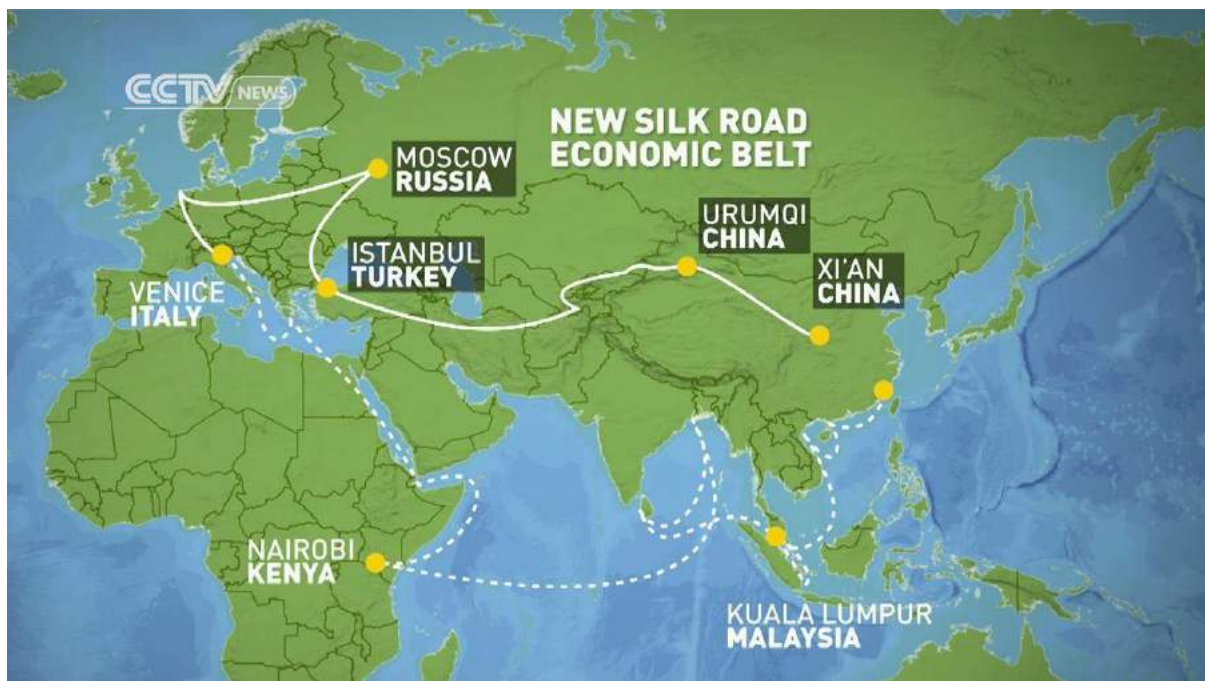 CCTV NEWS
NEW SILK ROAD
ECONOMIC BELT
MOSCOW
RUSSIA
URUMQI
CHINA
ISTANBUL
TURKEY
XI'AN
CHINA
VENICE
ITALY
NAIROBI
KENYA
KUALA LUMPUR
MALAYSIA